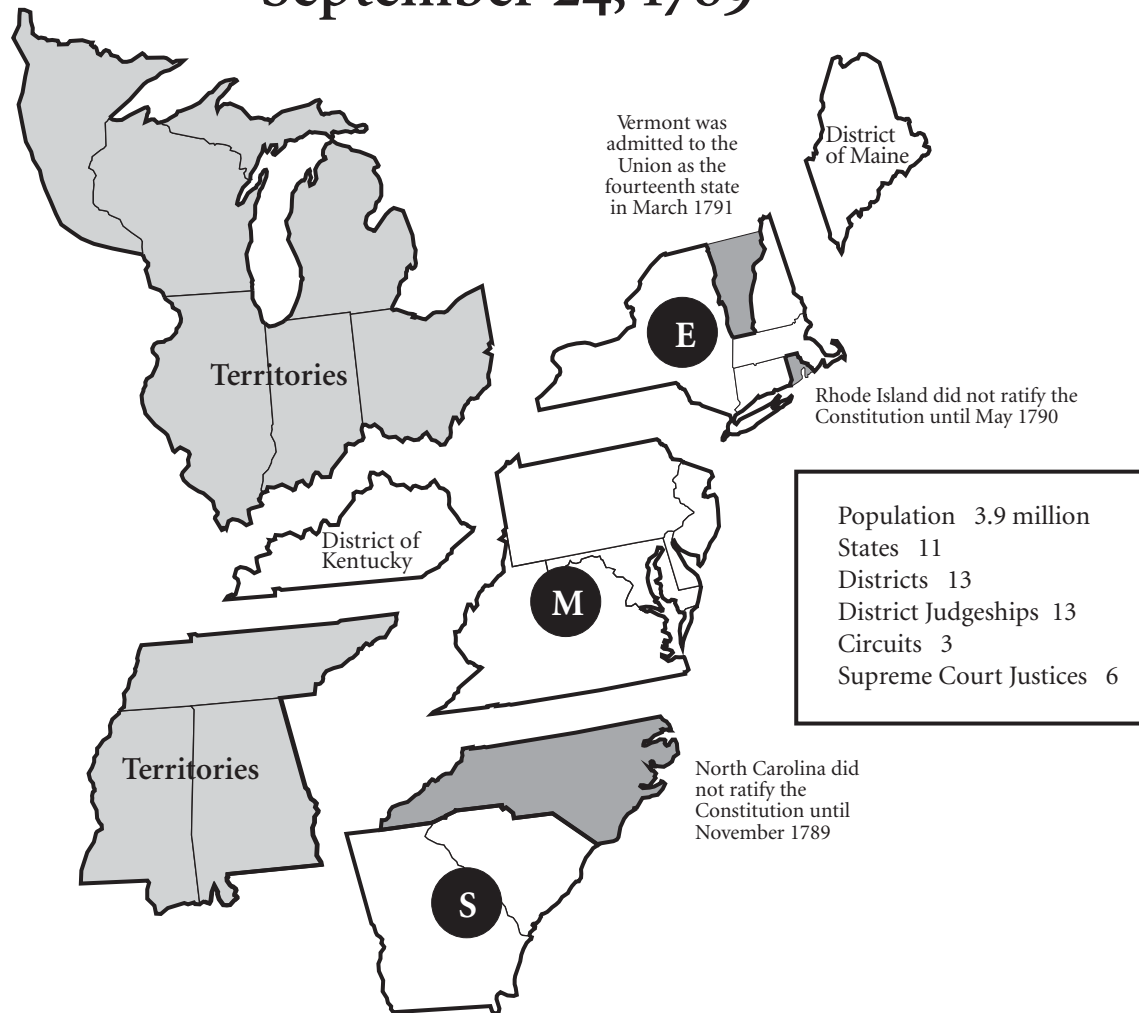 September 24, 1789
Vermont was
admitted to the
Union as the
fourteenth state
in March 1791
District
of Maine
E
Territories
Rhode Island did not ratify the
Constitution until May 1790
Population 3.9 million
States 11
Districts 13
District Judgeships 13
Circuits 3
Supreme Court Justices 6
District of
Kentucky
M
Territories
North Carolina did
not ratify the
Constitution until
November 1789
S